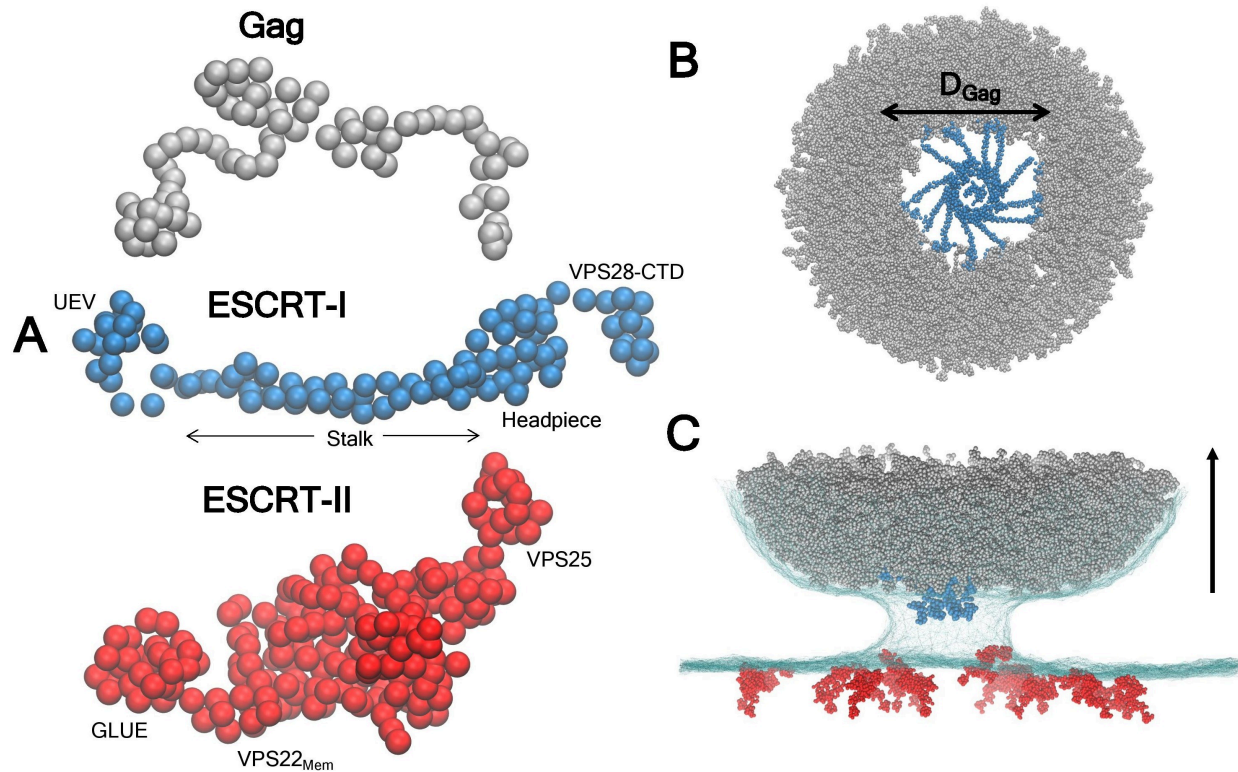 Gag
A
UEV
ESCRT-I
VPS28-CTD
Stalk
Headpiece
ESCRT-II
VPS25
GLUE
VPS22Mem
B
DGag
C